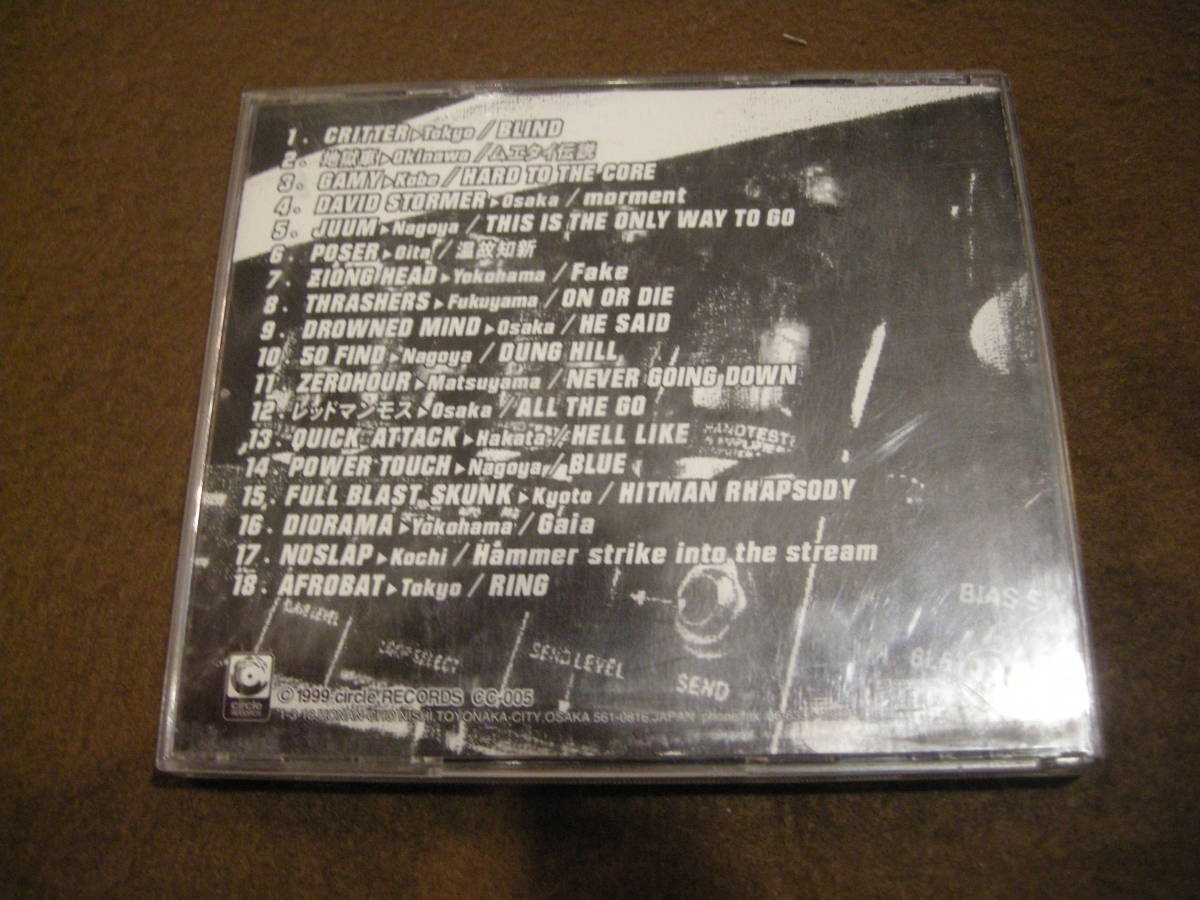 1. CRITTER▸Tokyo / BLIND
2. 地獄車▸Okinawa / ムエタイ伝説
3. GAMY▸Kobe / HARD TO THE CORE
4. DAVID STORMER▸Osaka / morment
5. JUUM▸Nagoya / THIS IS THE ONLY WAY TO GO
6. POSER▸Oita / 温故知新
7. ZIONG HEAD▸Yokohama / Fake
8. THRASHERS▸Fukuyama / ON OR DIE
9. DROWNED MIND▸Osaka / HE SAID
10. 50 FIND▸Nagoya / DUNG HILL
11. ZEROHOUR▸Matsuyama / NEVER GOING DOWN
12. レッドマンモス▸Osaka / ALL THE GO
13. QUICK ATTACK▸Hakata / HELL LIKE
14. POWER TOUCH▸Nagoya / BLUE
15. FULL BLAST SKUNK▸Kyoto / HITMAN RHAPSODY
16. DIORAMA▸Yokohama / Gaia
17. NOSLAP▸Kochi / Hammer strike into the stream
18. AFROBAT▸Tokyo / RING
LEVEL
SELECT
SEND LEVEL
SEND
BIAS
circle
RECORDS
© 1999 circle RECORDS CC-005
TOYONAKA-CITY, OSAKA 561-0816, JAPAN